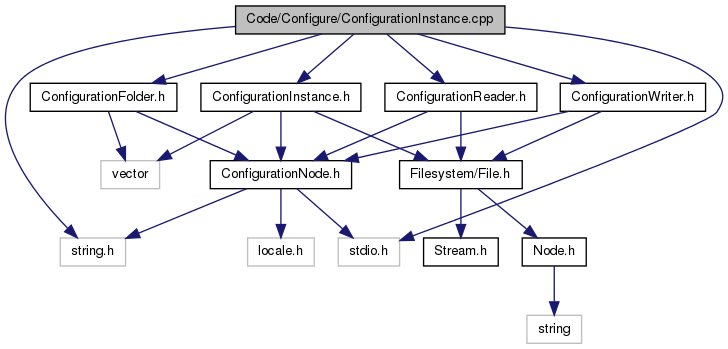 Code/Configure/ConfigurationInstance.cpp
ConfigurationFolder.h
ConfigurationInstance.h
ConfigurationReader.h
ConfigurationWriter.h
vector
ConfigurationNode.h
Filesystem/File.h
string.h
locale.h
stdio.h
Stream.h
Node.h
string